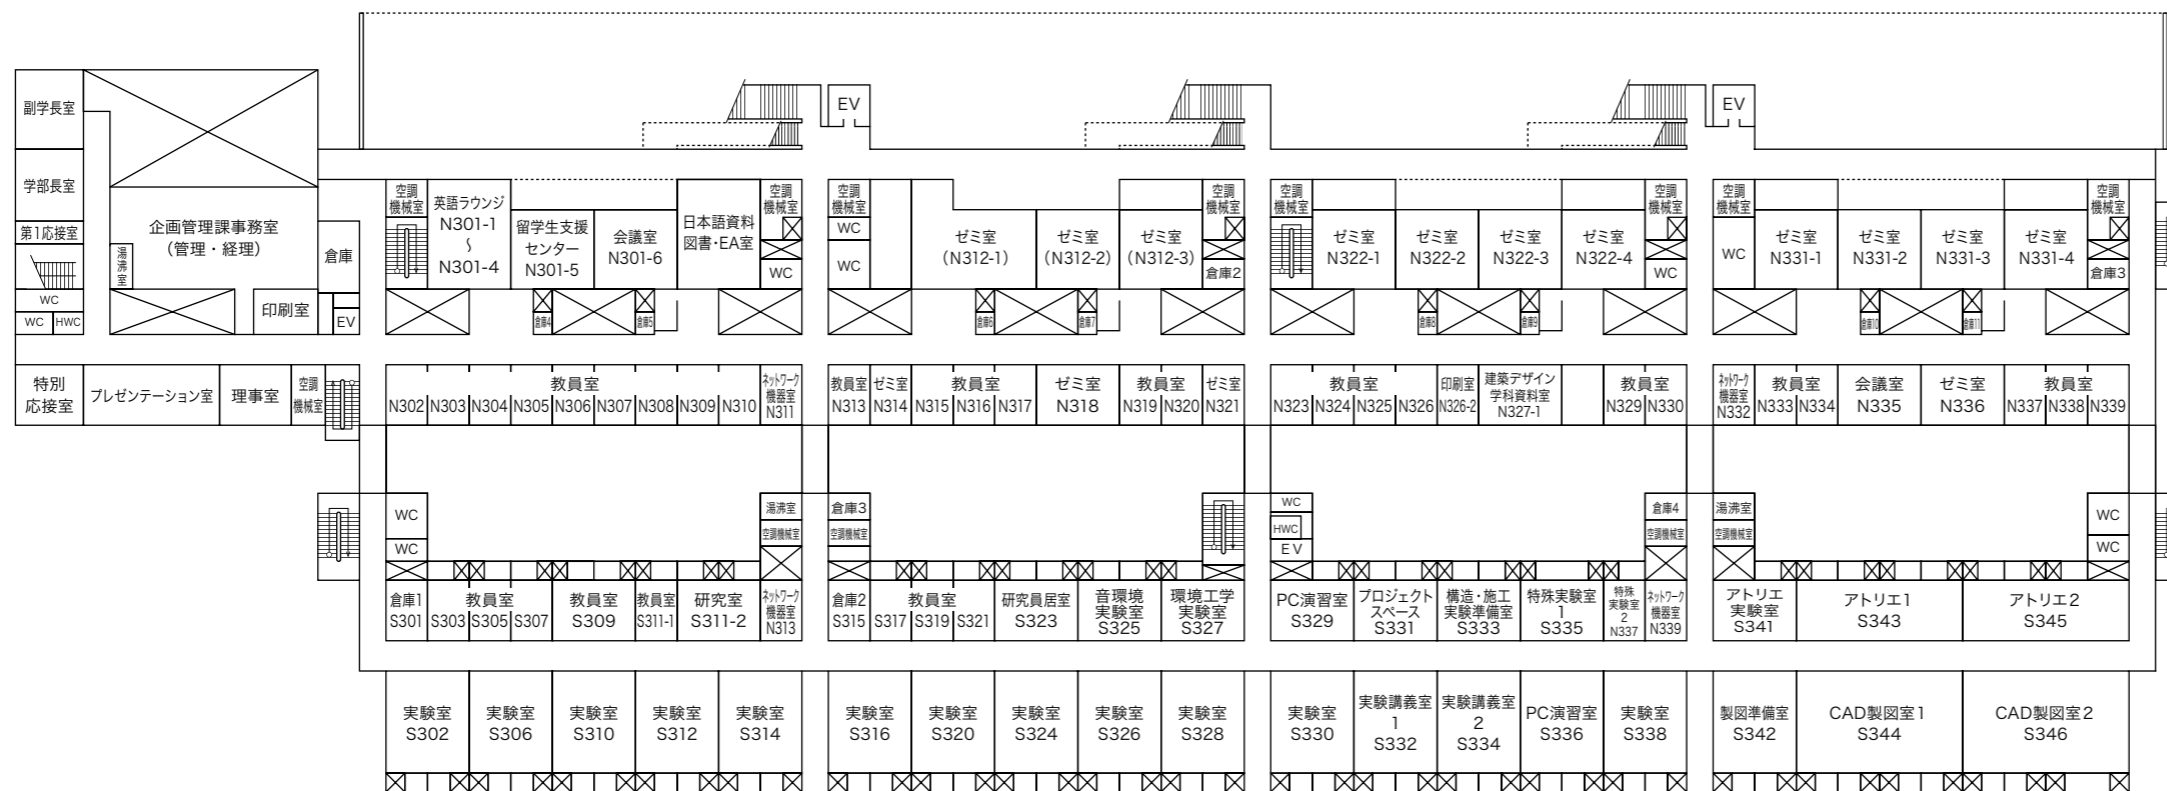 EV
EV
副学長室
学部長室
第1応接室
WC
WC
HWC
企画管理課事務室
(管理・経理)
湯沸室
印刷室
倉庫
EV
空調
機械室
英語ラウンジ
N301-1
〜
N301-4
留学生支援
センター
N301-5
会議室
N301-6
日本語資料
図書・EA室
空調
機械室
WC
倉庫4
倉庫5
空調
機械室
WC
WC
ゼミ室
(N312-1)
ゼミ室
(N312-2)
ゼミ室
(N312-3)
空調
機械室
倉庫2
倉庫6
倉庫7
空調
機械室
ゼミ室
N322-1
ゼミ室
N322-2
ゼミ室
N322-3
ゼミ室
N322-4
空調
機械室
WC
倉庫8
倉庫9
空調
機械室
WC
ゼミ室
N331-1
ゼミ室
N331-2
ゼミ室
N331-3
ゼミ室
N331-4
空調
機械室
倉庫3
倉庫10
倉庫11
特別
応接室
プレゼンテーション室
理事室
空調
機械室
教員室
N302 N303 N304 N305 N306 N307 N308 N309 N310
ネットワーク
機器室
N311
教員室
N313
ゼミ室
N314
教員室
N315 N316 N317
ゼミ室
N318
教員室
N319 N320
ゼミ室
N321
教員室
N323 N324 N325 N326
印刷室
N326-2
建築デザイン
学科資料室
N327-1
教員室
N329 N330
ネットワーク
機器室
N332
教員室
N333 N334
会議室
N335
ゼミ室
N336
教員室
N337 N338 N339
WC
WC
湯沸室
空調機械室
倉庫3
空調機械室
WC
HWC
EV
倉庫4
空調機械室
湯沸室
空調機械室
WC
WC
倉庫1
S301
教員室
S303 S305 S307
教員室
S309
教員室
S311-1
研究室
S311-2
ネットワーク
機器室
N313
倉庫2
S315
教員室
S317 S319 S321
研究員居室
S323
音環境
実験室
S325
環境工学
実験室
S327
PC演習室
S329
プロジェクト
スペース
S331
構造・施工
実験準備室
S333
特殊実験室
1
S335
特殊
実験室
2
N337
ネットワーク
機器室
N339
アトリエ
実験室
S341
アトリエ1
S343
アトリエ2
S345
実験室
S302
実験室
S306
実験室
S310
実験室
S312
実験室
S314
実験室
S316
実験室
S320
実験室
S324
実験室
S326
実験室
S328
実験室
S330
実験講義室
1
S332
実験講義室
2
S334
PC演習室
S336
実験室
S338
製図準備室
S342
CAD製図室1
S344
CAD製図室2
S346